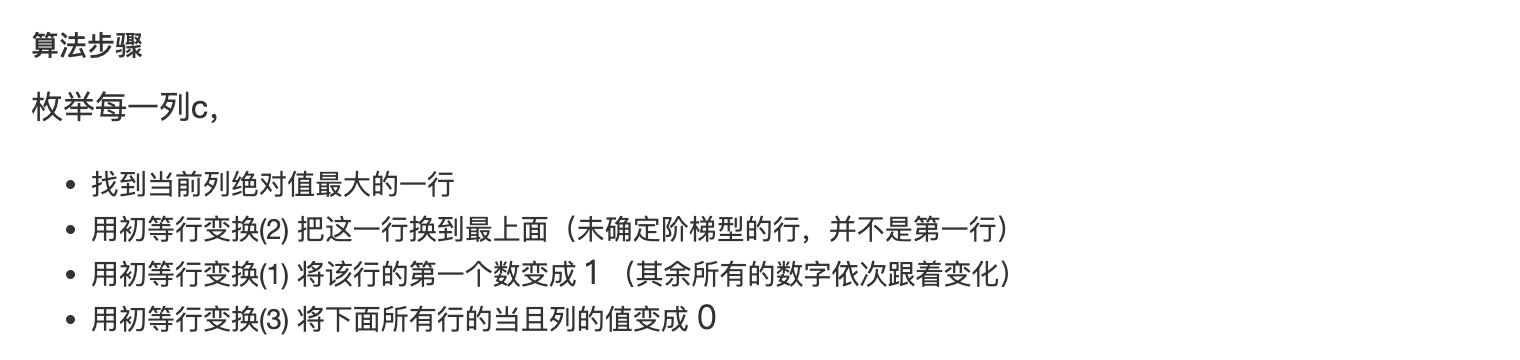 算法步骤
枚举每一列c，
• 找到当前列绝对值最大的一行
• 用初等行变换(2) 把这一行换到最上面（未确定阶梯型的行，并不是第一行）
• 用初等行变换(1) 将该行的第一个数变成 1 （其余所有的数字依次跟着变化）
• 用初等行变换(3) 将下面所有行的当且列的值变成 0